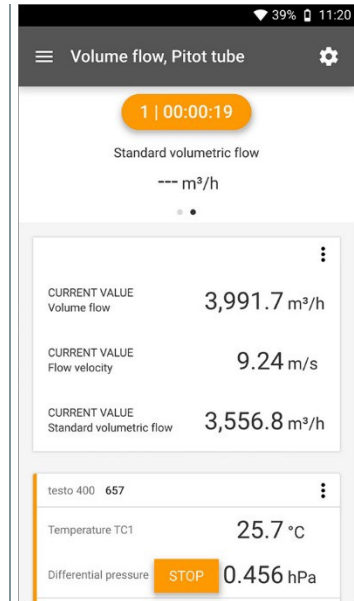 39% 11:20
Volume flow, Pitot tube
1 | 00:00:19
Standard volumetric flow
--- m³/h
CURRENT VALUE
Volume flow
3,991.7 m³/h
CURRENT VALUE
Flow velocity
9.24 m/s
CURRENT VALUE
Standard volumetric flow
3,556.8 m³/h
testo 400 657
Temperature TC1 25.7 °C
Differential pressure STOP 0.456 hPa